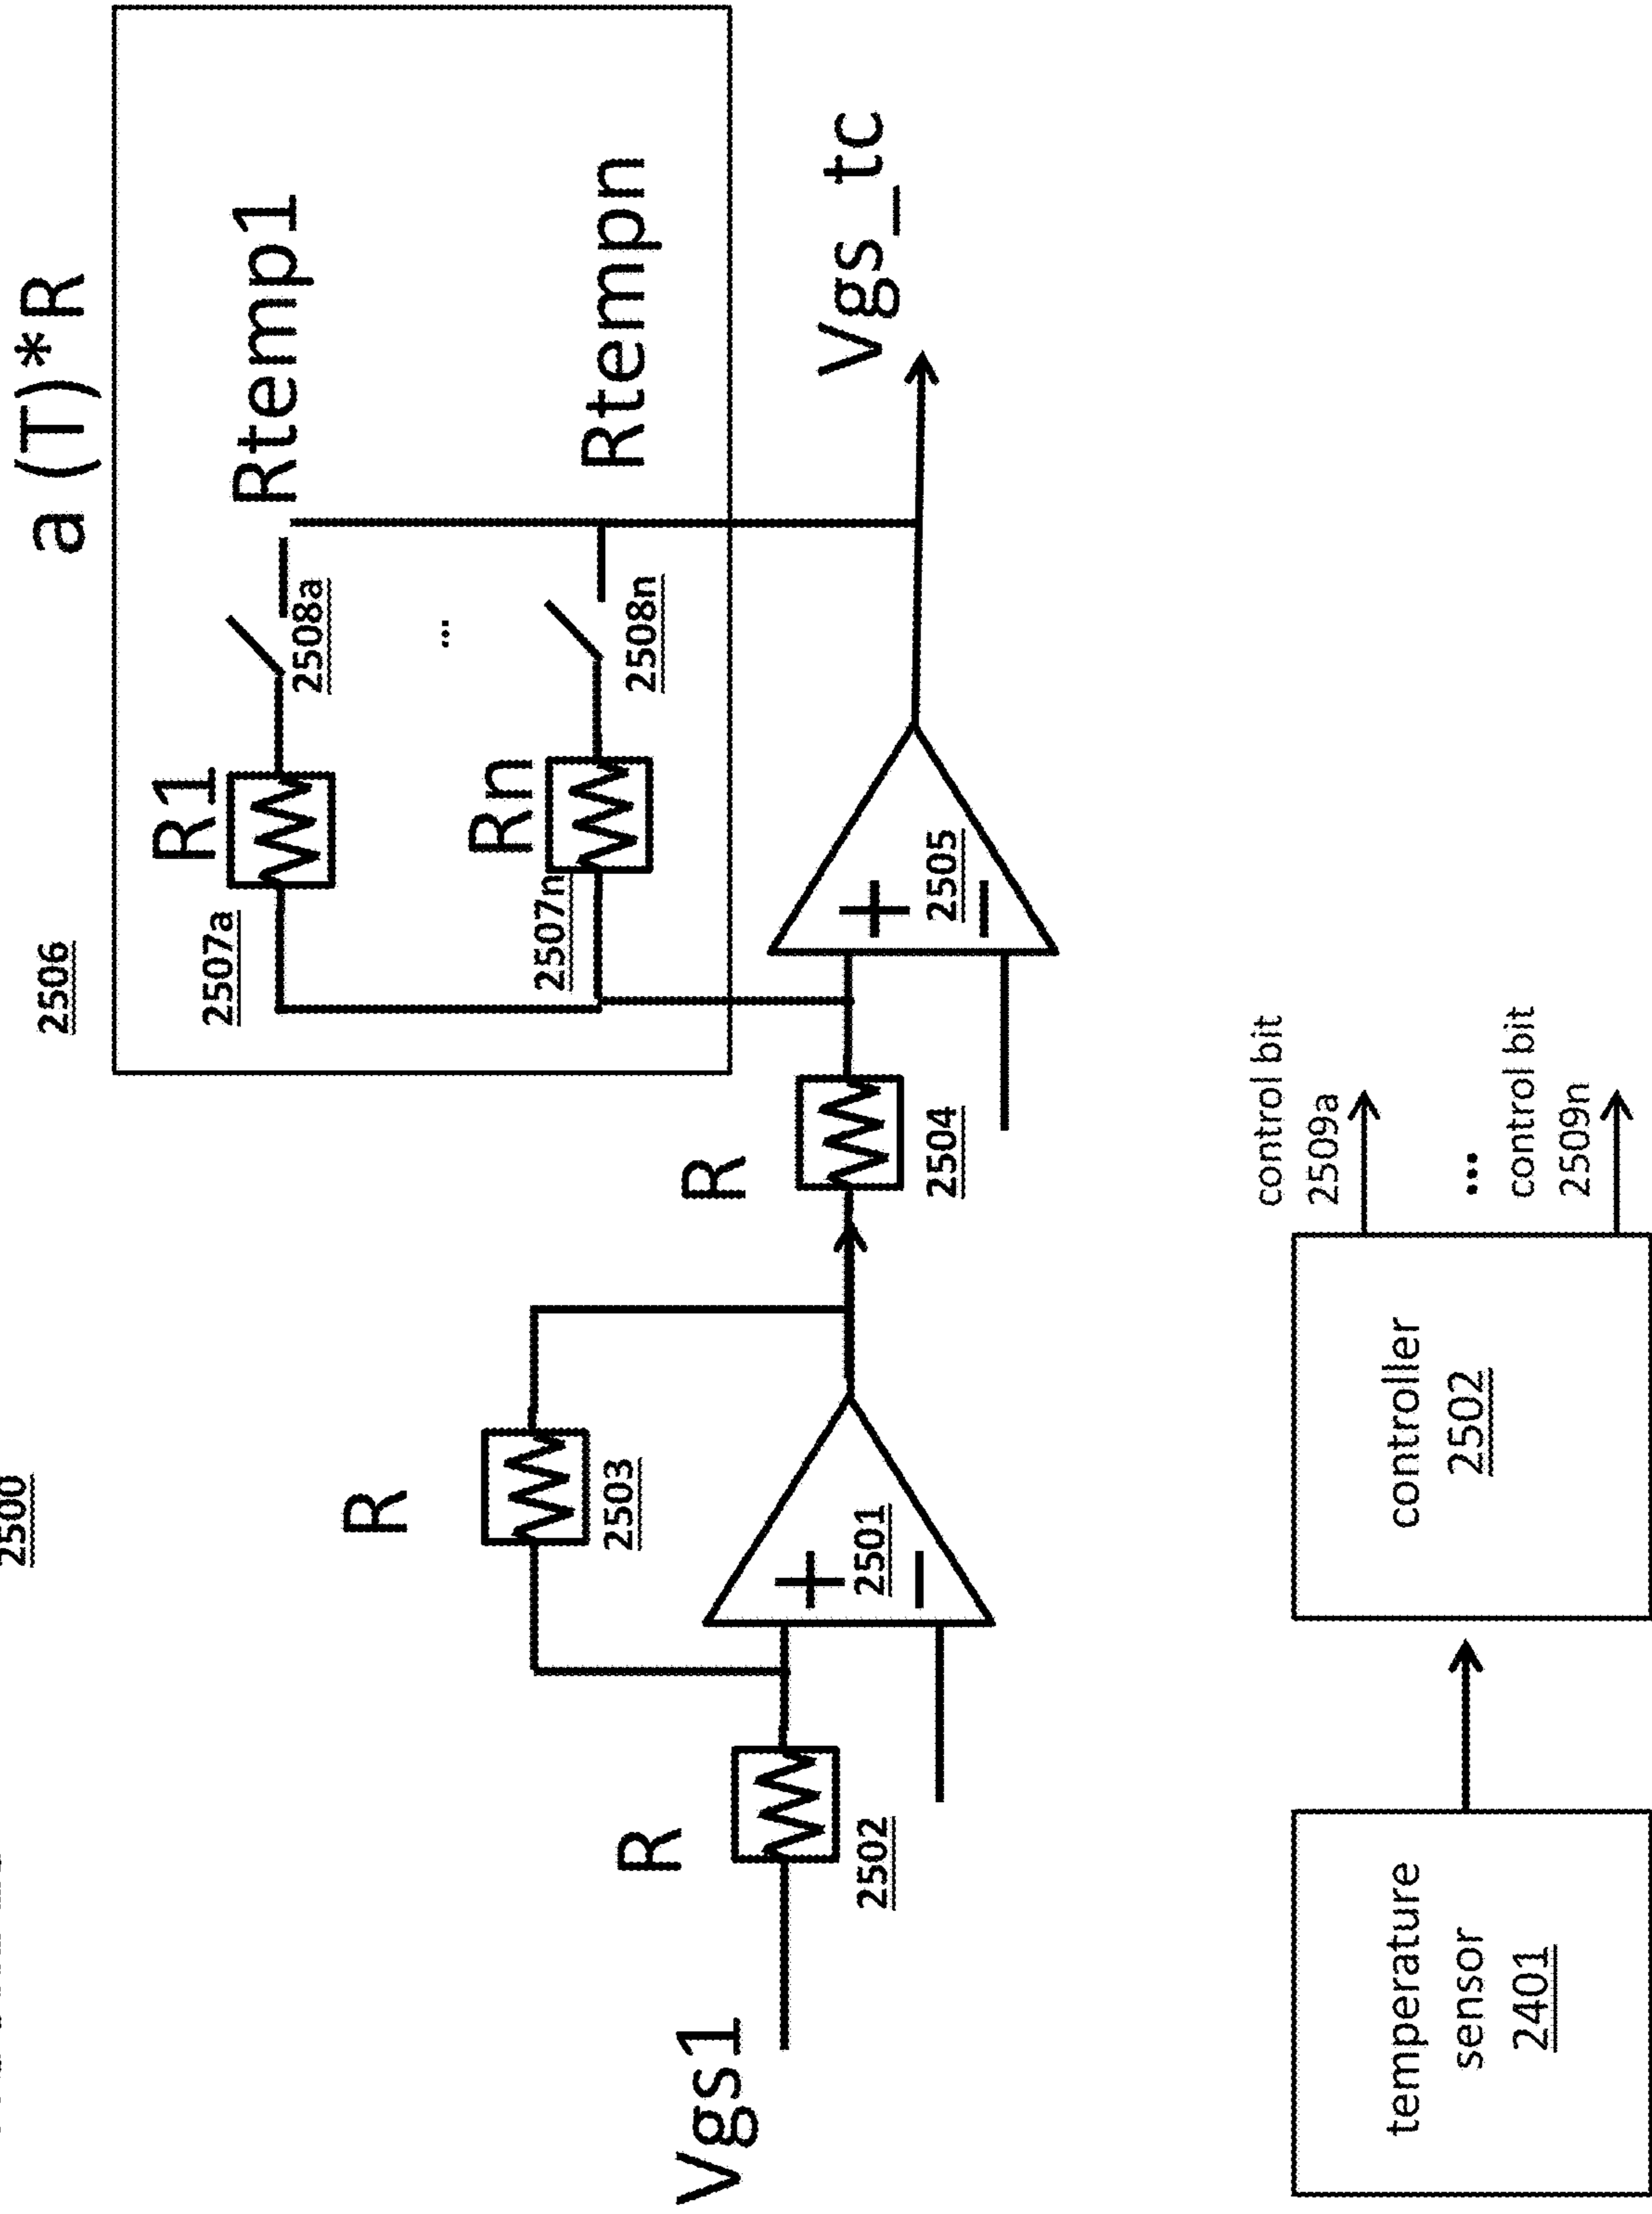 2500
2506
a (T)*R
R1
2507a
2508a
Rtemp1
...
Rn
2507n
2508n
Rtempn
Vgs1
R
2502
R
2503
+
2501
−
R
2504
+
2505
−
Vgs_tc
temperature
sensor
2401
controller
2502
control bit
2509a
...
control bit
2509n